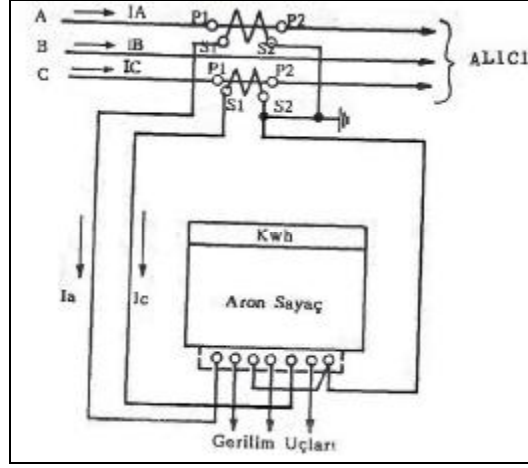 A IA P1 P2
S1 S2
B IB
ALICI
C IC P1 P2
S1 S2
Kwh
Aron Sayaç
Ia Ic
Gerilim Uçları